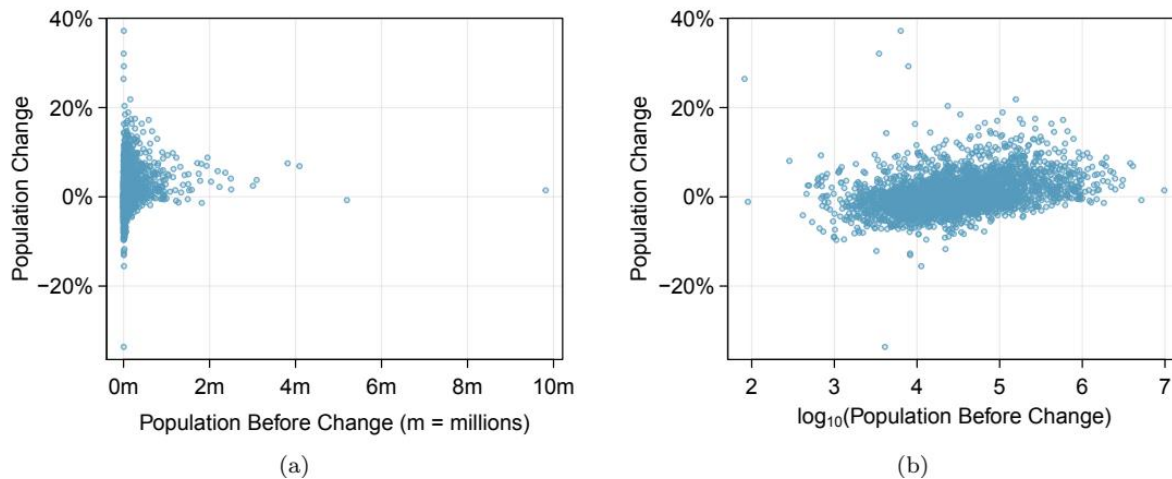 40%
20%
0%
−20%
Population Change
0m 2m 4m 6m 8m 10m
Population Before Change (m = millions)
(a)
40%
20%
0%
−20%
Population Change
2 3 4 5 6 7
log₁₀(Population Before Change)
(b)